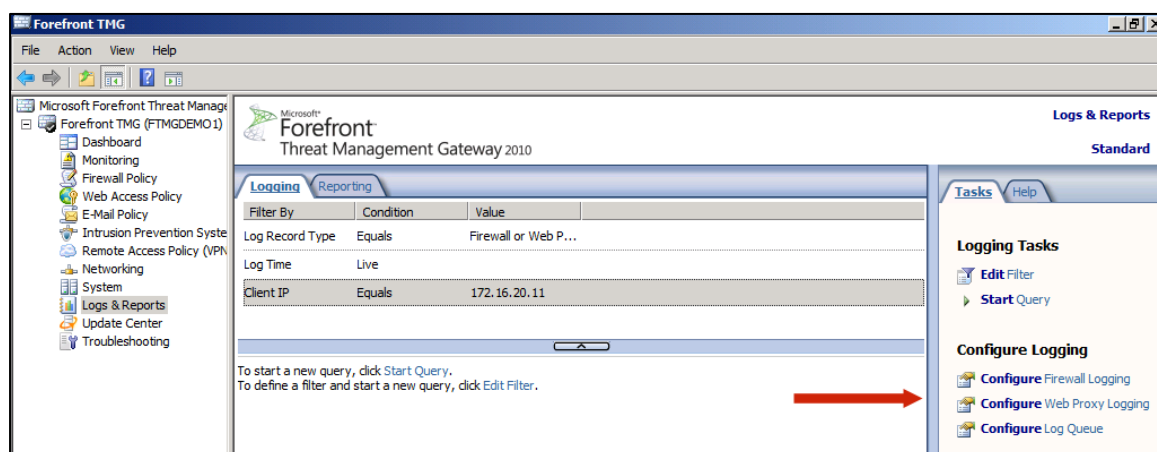 Forefront TMG
File Action View Help
Microsoft Forefront Threat Manage
Forefront TMG (FTMGDEMO1)
Dashboard
Monitoring
Firewall Policy
Web Access Policy
E-Mail Policy
Intrusion Prevention Syste
Remote Access Policy (VPN
Networking
System
Logs & Reports
Update Center
Troubleshooting
Microsoft
Forefront
Threat Management Gateway 2010
Logs & Reports
Standard
Logging Reporting
Filter By Condition Value
Log Record Type Equals Firewall or Web P...
Log Time Live
Client IP Equals 172.16.20.11
To start a new query, click Start Query.
To define a filter and start a new query, click Edit Filter.
Tasks Help
Logging Tasks
Edit Filter
Start Query
Configure Logging
Configure Firewall Logging
Configure Web Proxy Logging
Configure Log Queue